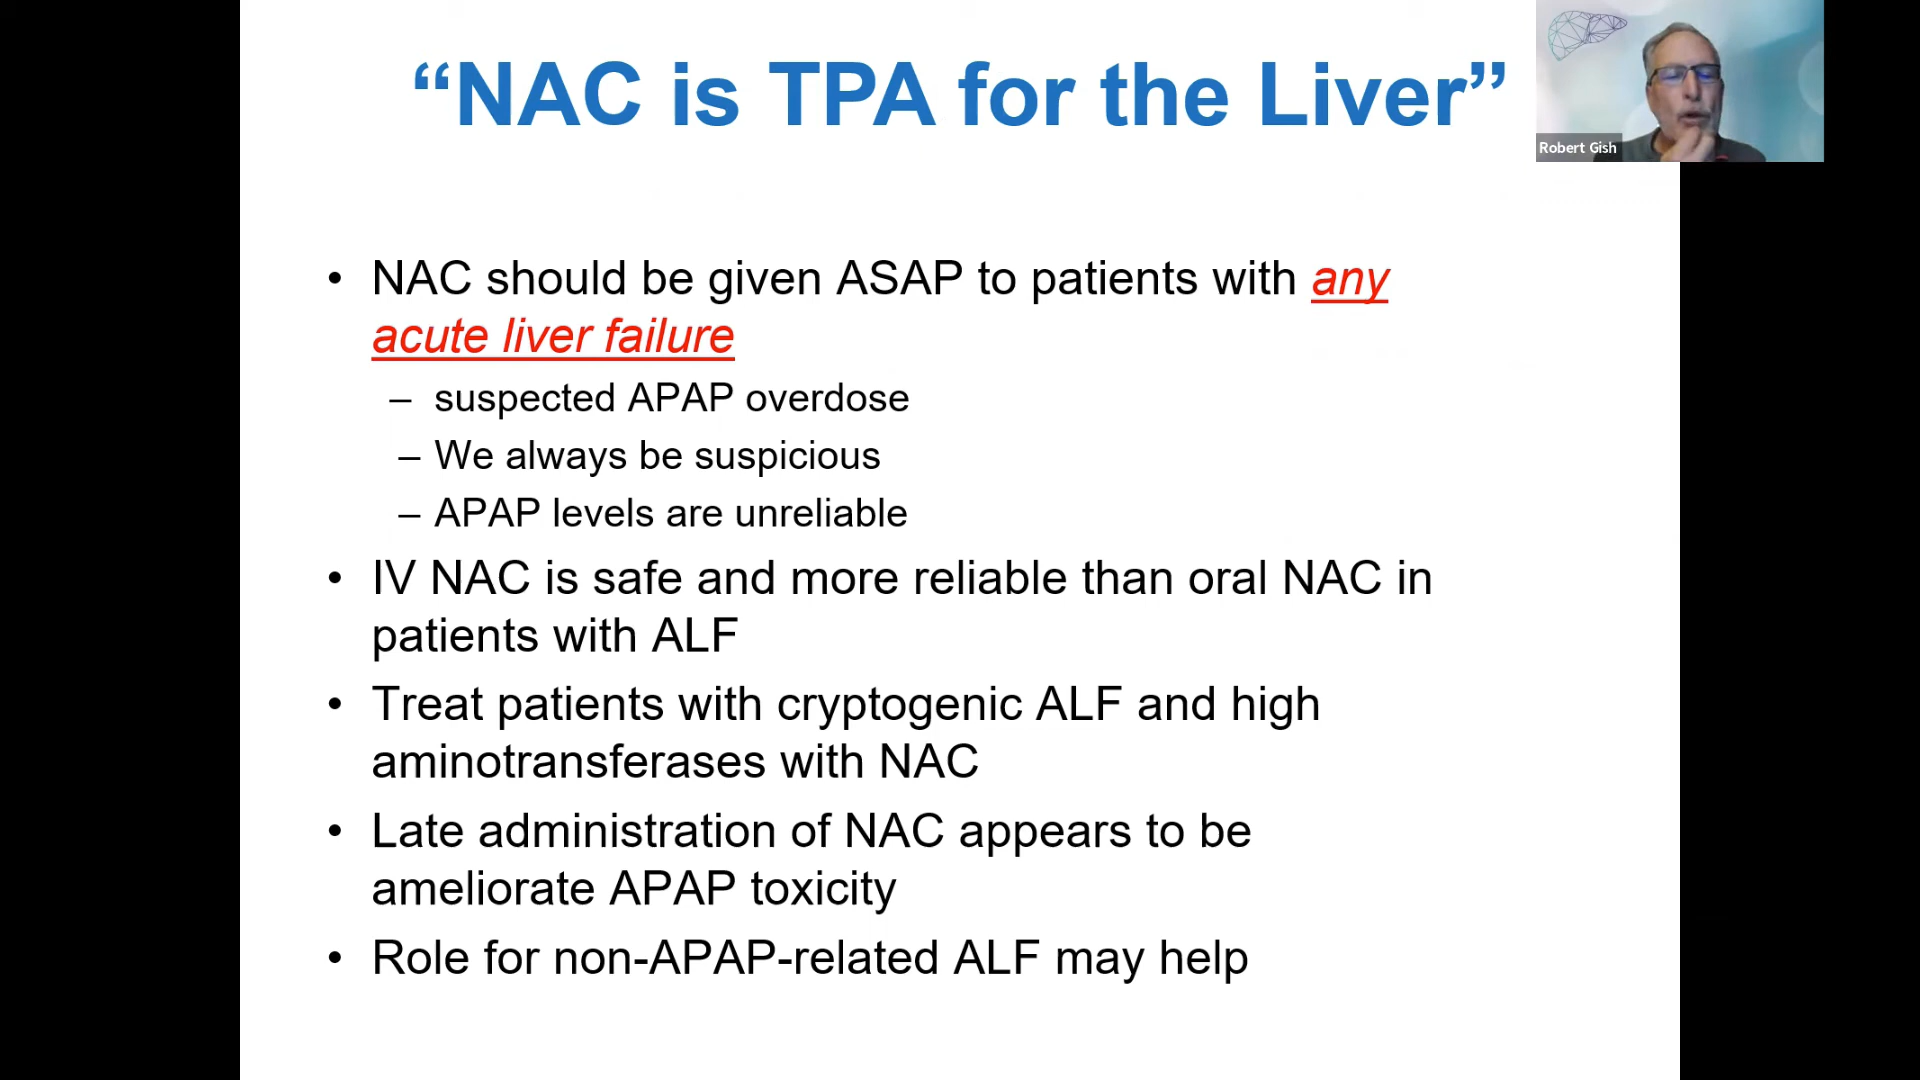 “NAC is TPA for the Liver”
Robert Gish
• NAC should be given ASAP to patients with any
acute liver failure
– suspected APAP overdose
– We always be suspicious
– APAP levels are unreliable
• IV NAC is safe and more reliable than oral NAC in
patients with ALF
• Treat patients with cryptogenic ALF and high
aminotransferases with NAC
• Late administration of NAC appears to be
ameliorate APAP toxicity
• Role for non-APAP-related ALF may help